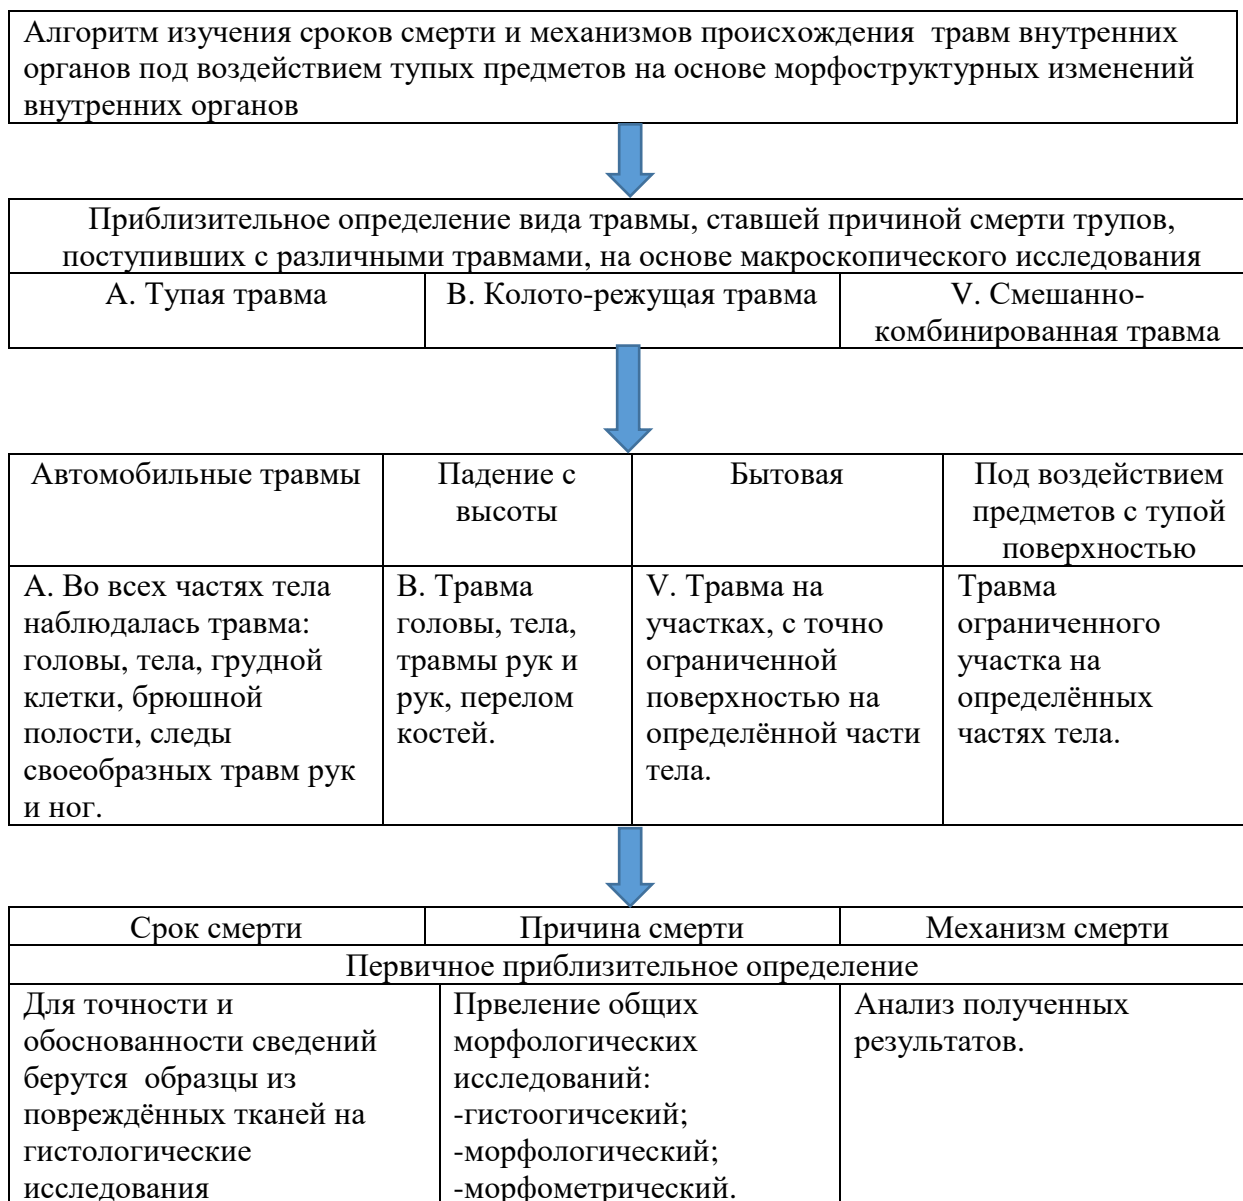 Алгоритм изучения сроков смерти и механизмов происхождения травм внутренних
органов под воздействием тупых предметов на основе морфоструктурных изменений
внутренних органов
Приблизительное определение вида травмы, ставшей причиной смерти трупов,
поступивших с различными травмами, на основе макроскопического исследования
А. Тупая травма
В. Колото-режущая травма
V. Смешанно-
комбинированная травма
Автомобильные травмы
Падение с
высоты
Бытовая
Под воздействием
предметов с тупой
поверхностью
А. Во всех частях тела
наблюдалась травма:
головы, тела, грудной
клетки, брюшной
полости, следы
своеобразных травм рук
и ног.
В. Травма
головы, тела,
травмы рук и
рук, перелом
костей.
V. Травма на
участках, с точно
ограниченной
поверхностью на
определённой части
тела.
Травма
ограниченного
участка на
определённых
частях тела.
Срок смерти
Причина смерти
Механизм смерти
Первичное приблизительное определение
Для точности и
обоснованности сведений
берутся образцы из
повреждённых тканей на
гистологические
исследования
Првеление общих
морфологических
исследований:
-гистоогичсекий;
-морфологический;
-морфометрический.
Анализ полученных
результатов.